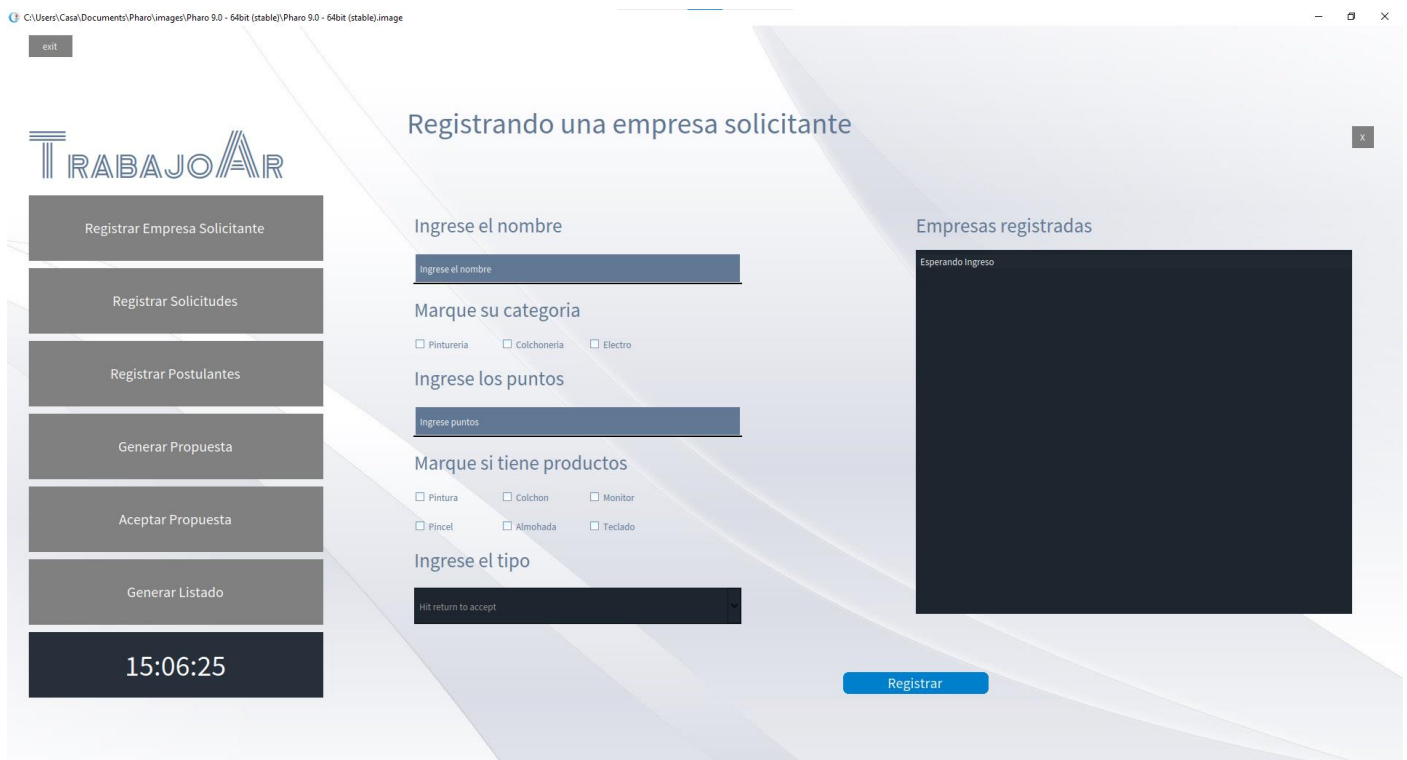 C:\Users\Casa\Documents\Pharo\images\Pharo 9.0 - 64bit (stable)\Pharo 9.0 - 64bit (stable).image
exit
TRABAJOAR
Registrando una empresa solicitante
x
Registrar Empresa Solicitante
Registrar Solicitudes
Registrar Postulantes
Generar Propuesta
Aceptar Propuesta
Generar Listado
15:06:25
Ingrese el nombre
Ingrese el nombre
Marque su categoria
Pintureria Colchoneria Electro
Ingrese los puntos
Ingrese puntos
Marque si tiene productos
Pintura Colchon Monitor
Pincel Almohada Teclado
Ingrese el tipo
Hit return to accept
Empresas registradas
Esperando Ingreso
Registrar